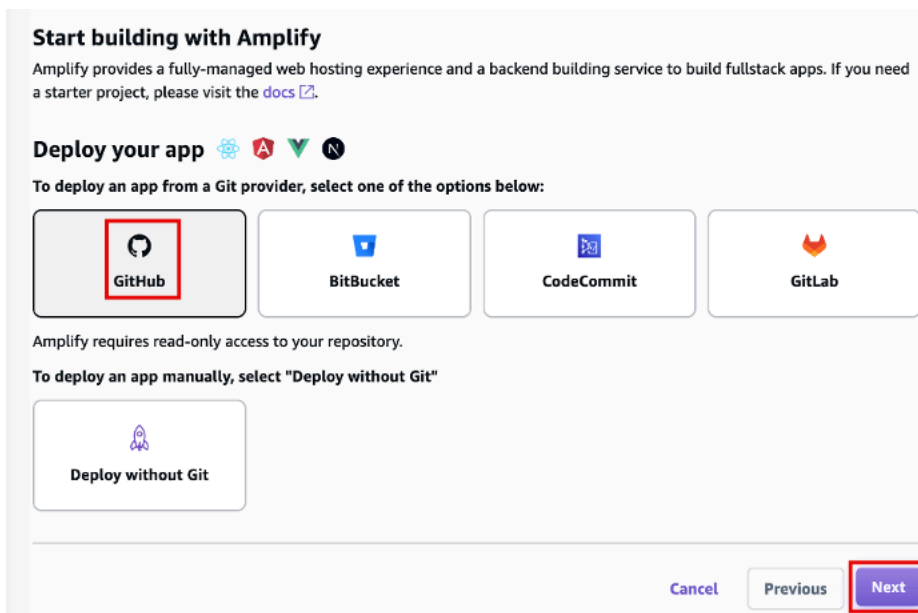 Start building with Amplify
Amplify provides a fully-managed web hosting experience and a backend building service to build fullstack apps. If you need
a starter project, please visit the docs.
Deploy your app
To deploy an app from a Git provider, select one of the options below:
GitHub
BitBucket
CodeCommit
GitLab
Amplify requires read-only access to your repository.
To deploy an app manually, select "Deploy without Git"
Deploy without Git
Cancel
Previous
Next